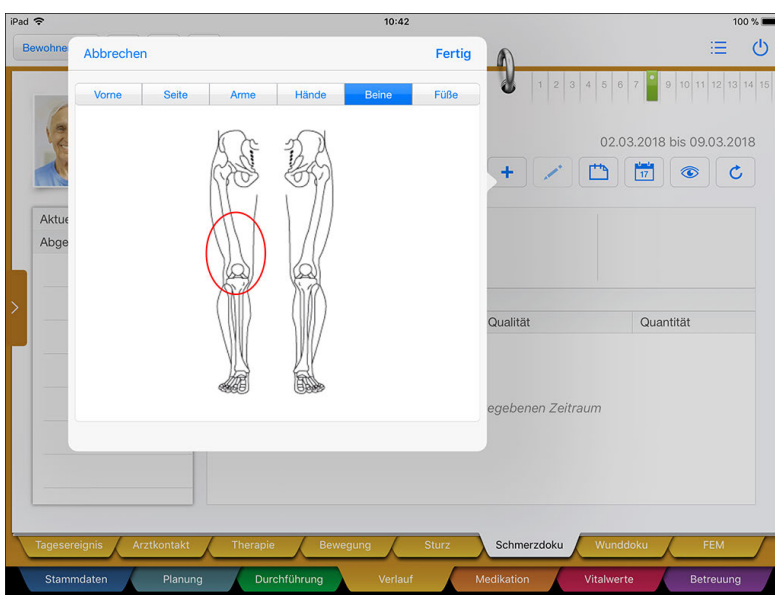 iPad 10:42 100 %
Bewohne
Abbrechen Fertig
1 2 3 4 5 6 7 9 10 11 12 13 14 15
Vorne Seite Arme Hände Beine Füße
02.03.2018 bis 09.03.2018
17
Aktue
Abge
Qualität Quantität
egebenen Zeitraum
Tagesereignis Arztkontakt Therapie Bewegung Sturz Schmerzdoku Wunddoku FEM
Stammdaten Planung Durchführung Verlauf Medikation Vitalwerte Betreuung